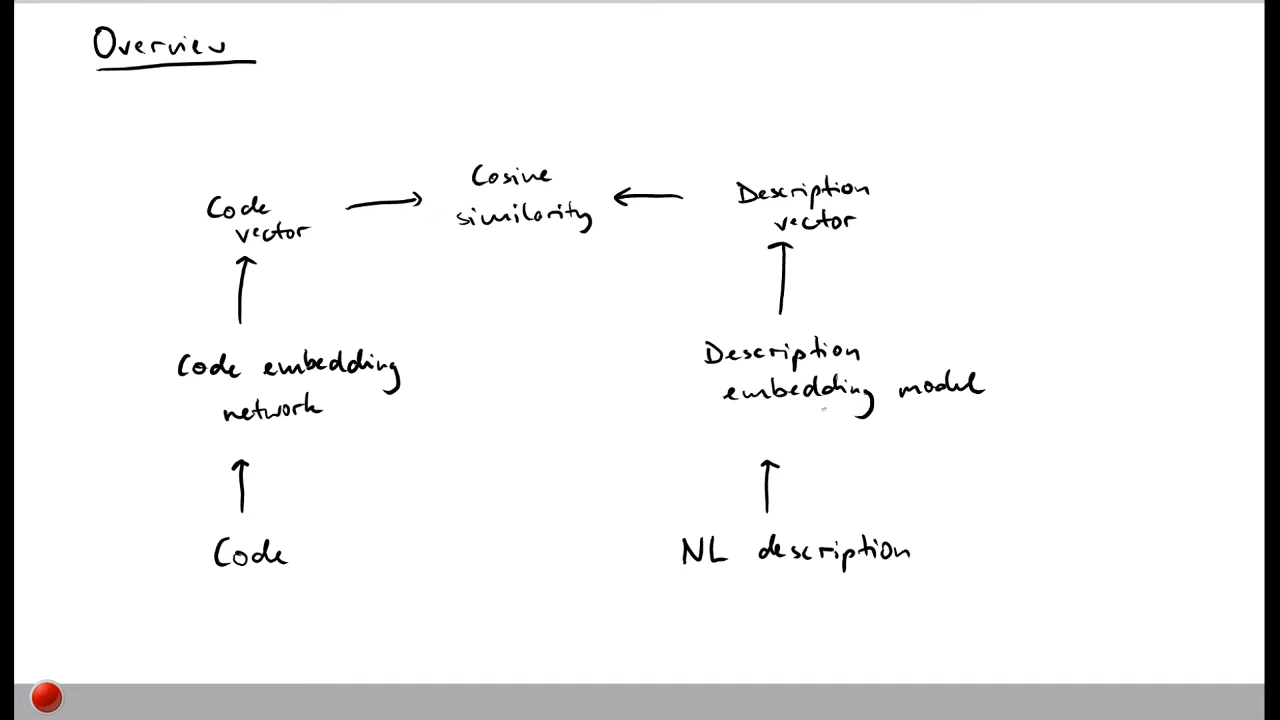 Overview
Cosine
similarity
Code
vector
Description
vector
Code embedding
network
Description
embedding model
Code
NL description